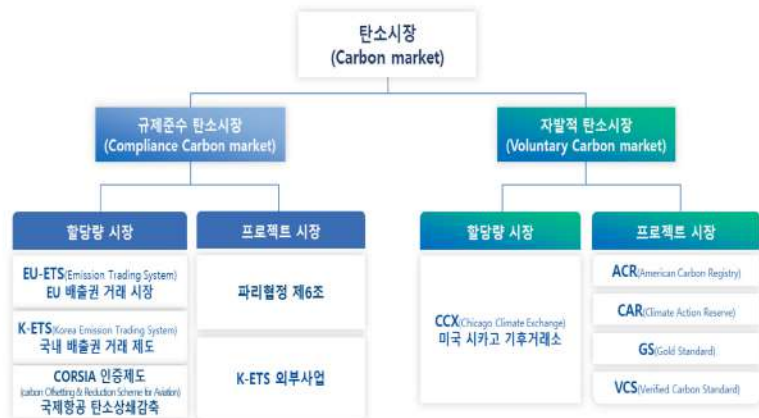 탄소시장
(Carbon market)
규제준수 탄소시장
(Compliance Carbon market)
자발적 탄소시장
(Voluntary Carbon market)
할당량 시장
EU-ETS(Emission Trading System)
EU 배출권 거래 시장
K-ETS(Korea Emission Trading System)
국내 배출권 거래 제도
CORSIA 인증제도
(carbon Offsetting & Reduction Scheme for Aviation)
국제항공 탄소상쇄감축
프로젝트 시장
파리협정 제6조
K-ETS 외부사업
할당량 시장
CCX(Chicago Climate Exchange)
미국 시카고 기후거래소
프로젝트 시장
ACR(American Carbon Registry)
CAR(Climate Action Reserve)
GS(Gold Standard)
VCS(Verified Carbon Standard)